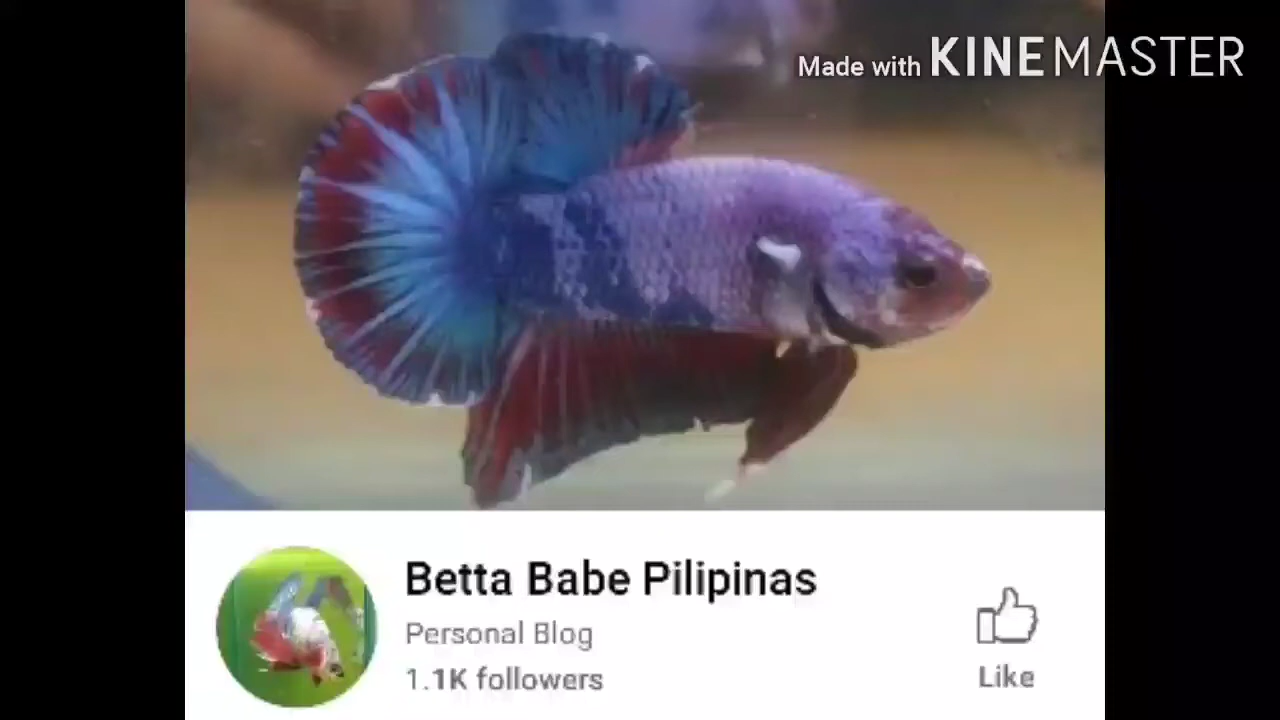 Made with KINEMASTER
Betta Babe Pilipinas
Personal Blog
1.1K followers
Like